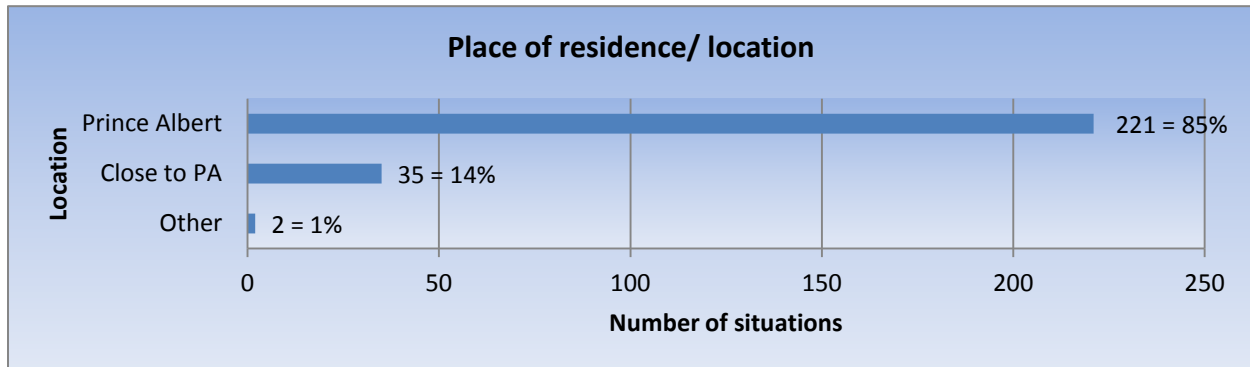 Place of residence/ location
Location
Prince Albert
221 = 85%
Close to PA
35 = 14%
Other
2 = 1%
0 50 100 150 200 250
Number of situations